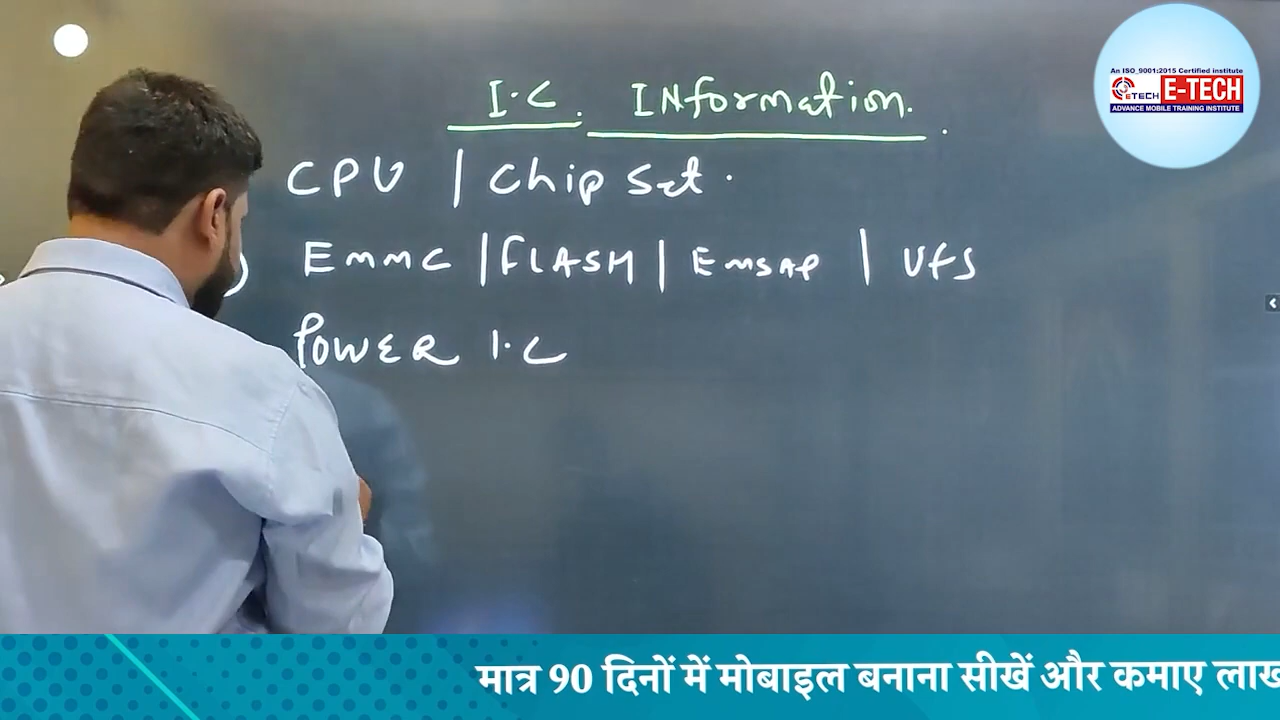 I.C. INformation.
CPU | Chip Set.
) EmmC | FLASH | EmsAP | UFS
POWER I.C
An ISO_9001:2015 Certified institute
ETECH E-TECH
ADVANCE MOBILE TRAINING INSTITUTE
मात्र 90 दिनों में मोबाइल बनाना सीखें और कमाए लाख